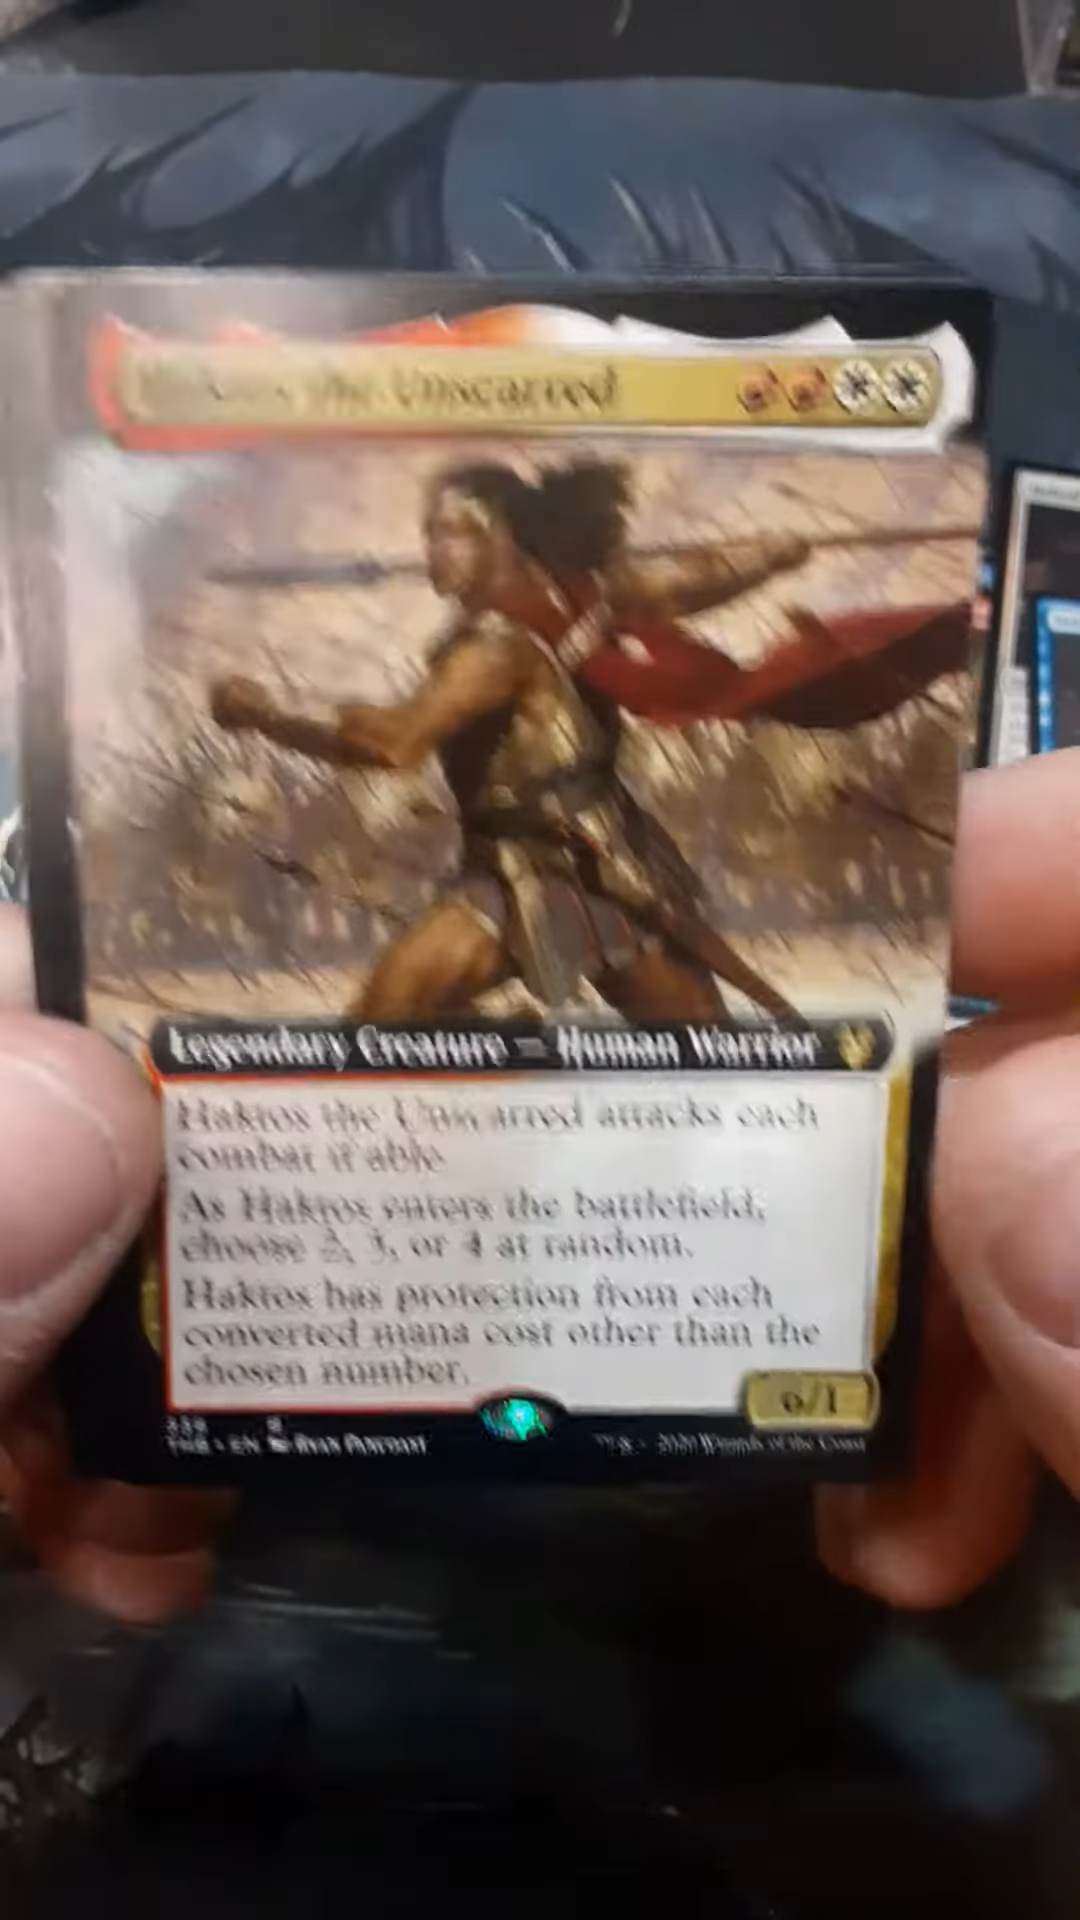 Haktos the Unscarred
Legendary Creature — Human Warrior
Haktos the Unscarred attacks each
combat if able.
As Haktos enters the battlefield,
choose 2, 3, or 4 at random.
Haktos has protection from each
converted mana cost other than the
chosen number.
6/1
R
THB • EN
2020 Wizards of the Coast